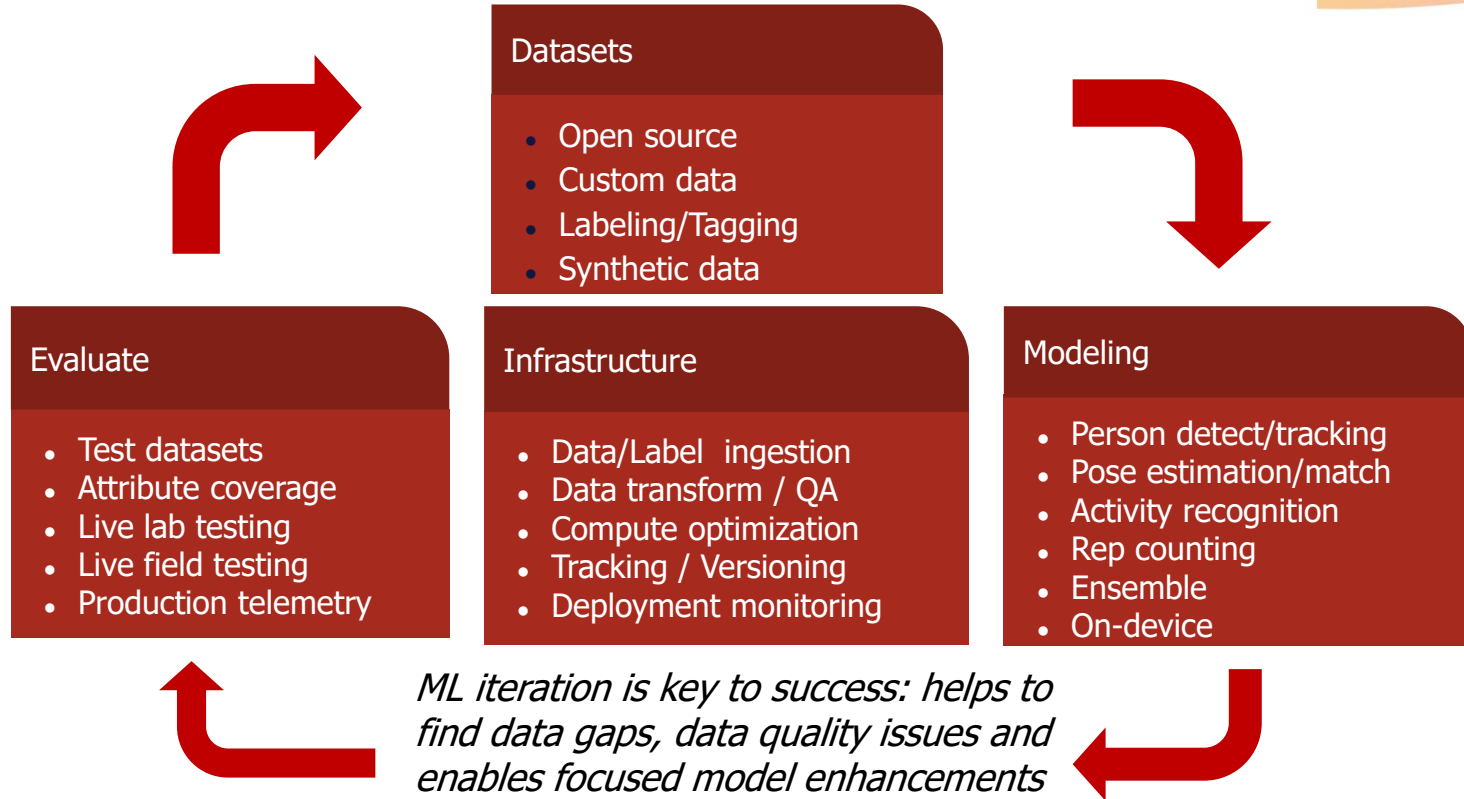 Datasets
• Open source
• Custom data
• Labeling/Tagging
• Synthetic data
Evaluate
• Test datasets
• Attribute coverage
• Live lab testing
• Live field testing
• Production telemetry
Infrastructure
• Data/Label ingestion
• Data transform / QA
• Compute optimization
• Tracking / Versioning
• Deployment monitoring
Modeling
• Person detect/tracking
• Pose estimation/match
• Activity recognition
• Rep counting
• Ensemble
• On-device
ML iteration is key to success: helps to
find data gaps, data quality issues and
enables focused model enhancements